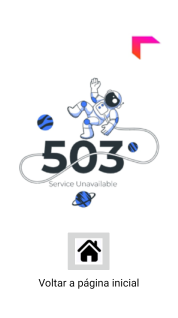 503
Service Unavailable
Voltar a página inicial